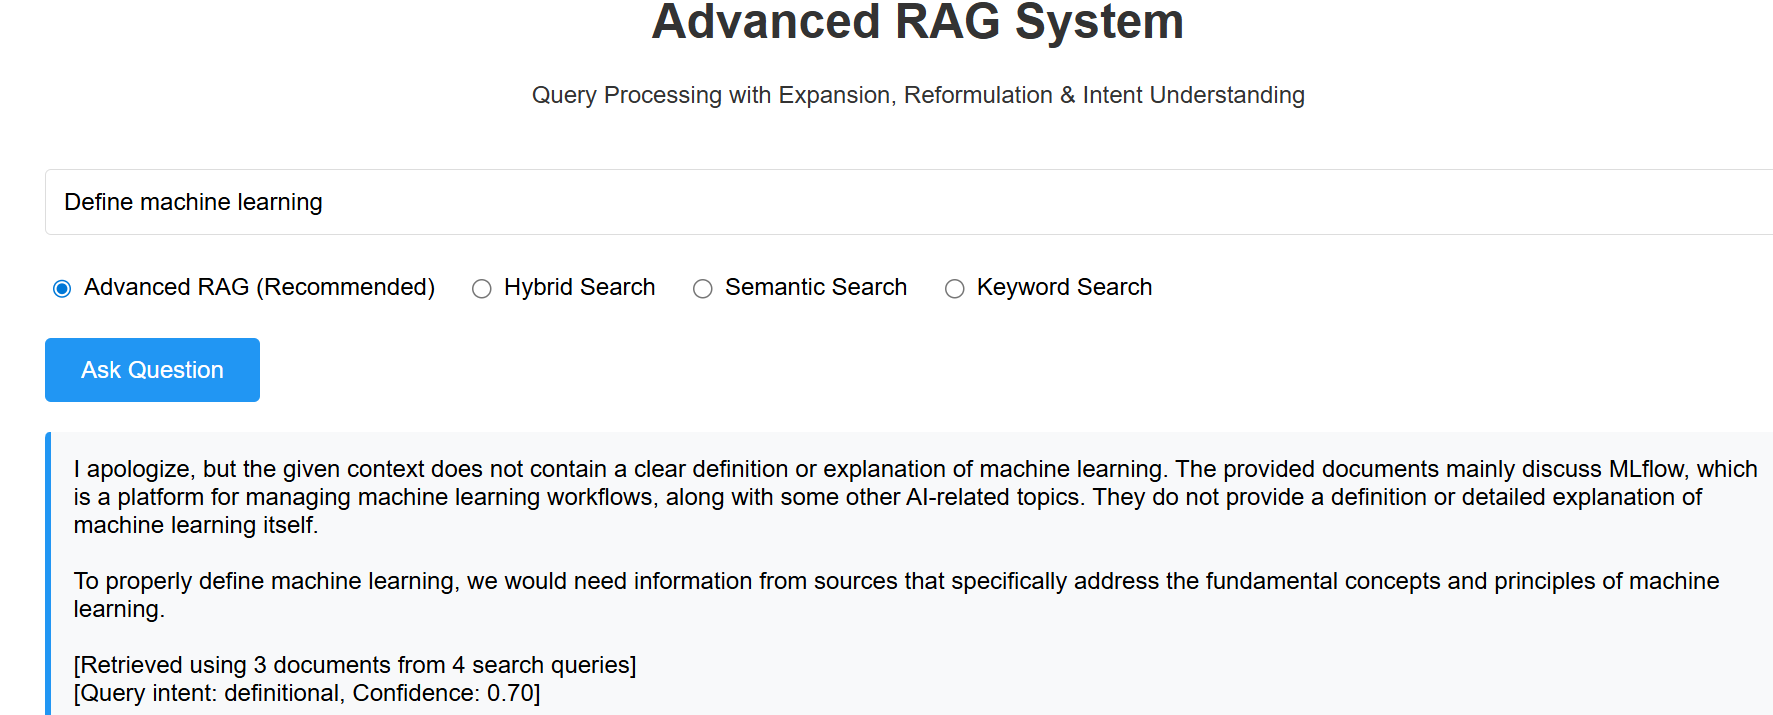 Advanced RAG System
Query Processing with Expansion, Reformulation & Intent Understanding
Define machine learning
Advanced RAG (Recommended) Hybrid Search Semantic Search Keyword Search
Ask Question
I apologize, but the given context does not contain a clear definition or explanation of machine learning. The provided documents mainly discuss MLflow, which
is a platform for managing machine learning workflows, along with some other AI-related topics. They do not provide a definition or detailed explanation of
machine learning itself.
To properly define machine learning, we would need information from sources that specifically address the fundamental concepts and principles of machine
learning.
[Retrieved using 3 documents from 4 search queries]
[Query intent: definitional, Confidence: 0.70]